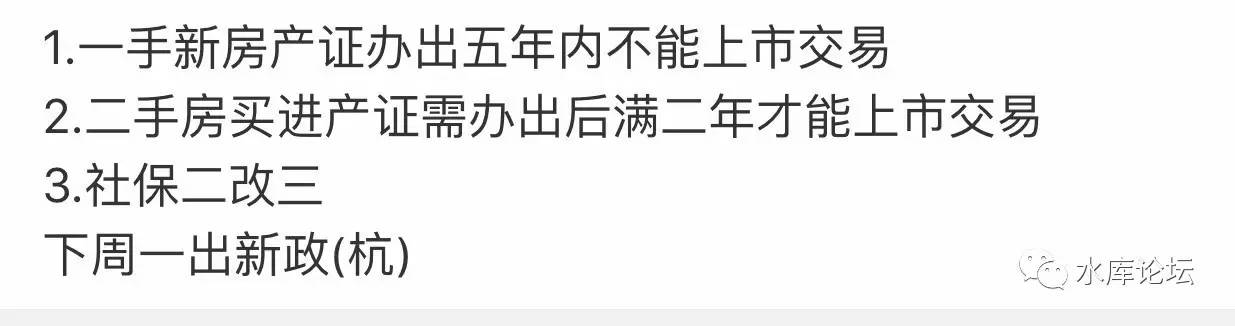 1.一手新房产证办出五年内不能上市交易
2.二手房买进产证需办出后满二年才能上市交易
3.社保二改三
下周一出新政(杭)
水库论坛